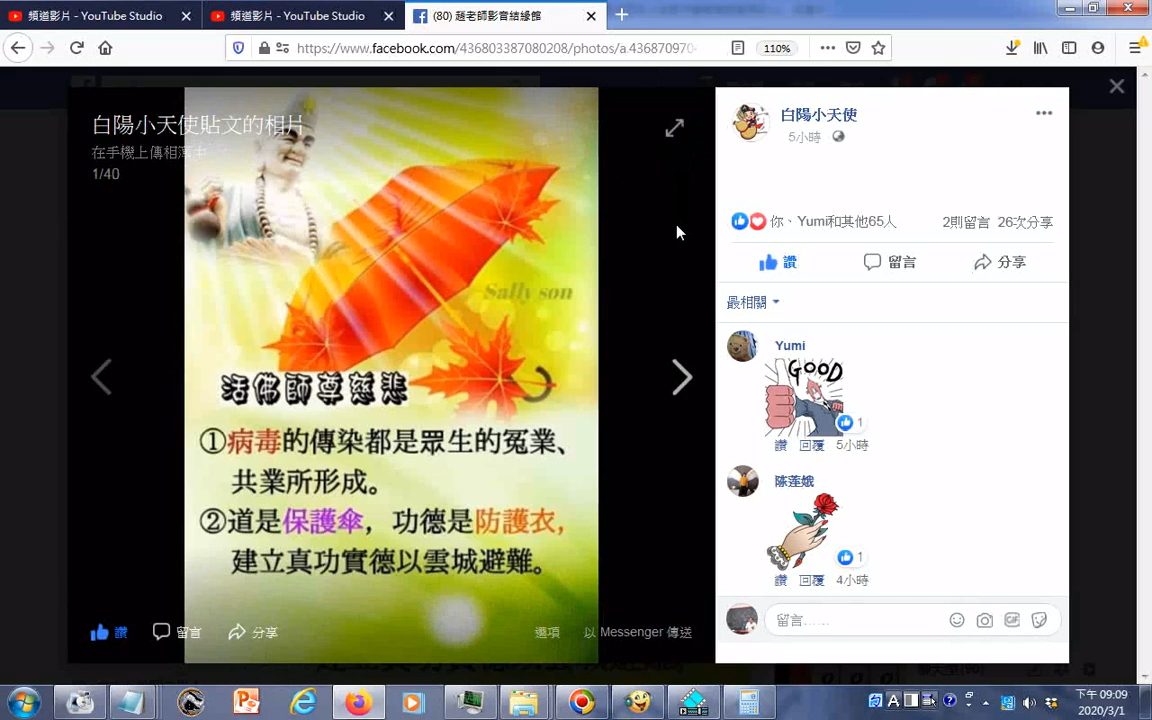 頻道影片 - YouTube Studio
頻道影片 - YouTube Studio
(80) 趙老師影音結緣館
https://www.facebook.com/436803387080208/photos/a.436870970
110%
白陽小天使貼文的相片
在手機上傳相
1/40
Sally son
活佛師尊慈悲
①病毒的傳染都是眾生的冤業、
共業所形成。
②道是保護傘，功德是防護衣，
建立真功實德以雲城避難。
讚 留言 分享
選項 以 Messenger 傳送
白陽小天使
5小時
你、Yumi和其他65人 2則留言 26次分享
讚 留言 分享
最相關
Yumi
GOOD
1
讚 回覆 5小時
陳蓮娥
1
讚 回覆 4小時
留言......
GIF
下午 09:09
2020/3/1